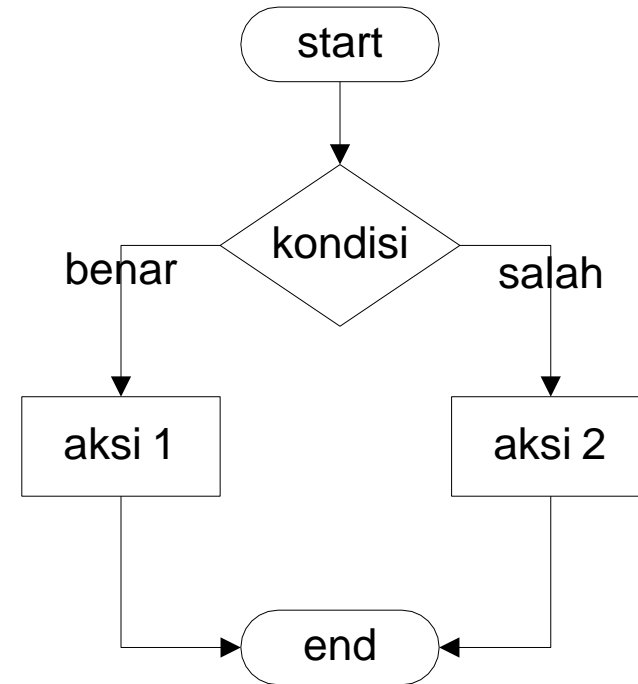 start
kondisi
benar
salah
aksi 1
aksi 2
end